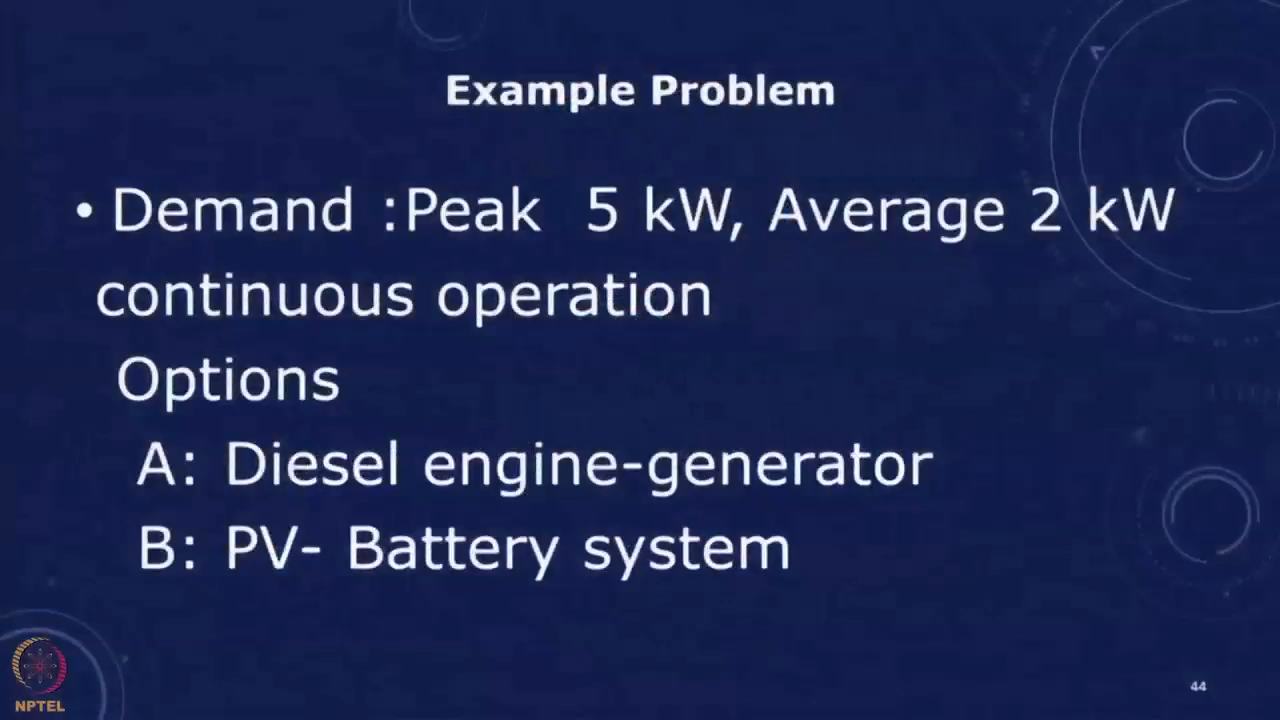 Example Problem
• Demand :Peak  5 kW, Average 2 kW
continuous operation
Options
A: Diesel engine-generator
B: PV- Battery system
NPTEL
44